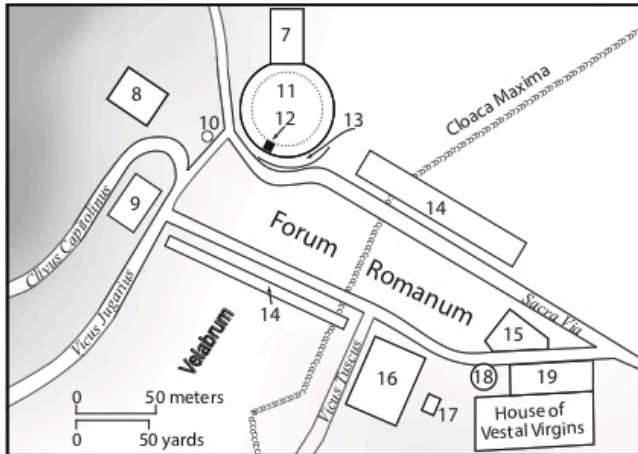 7
8
10
11
12
13
Cloaca Maxima
9
14
Clivus Capitolinus
Forum
Romanum
Vicus Jugarius
14
Velabrum
Sacra Via
15
Vicus Tuscus
16
18
19
17
House of
Vestal Virgins
0 50 meters
0 50 yards